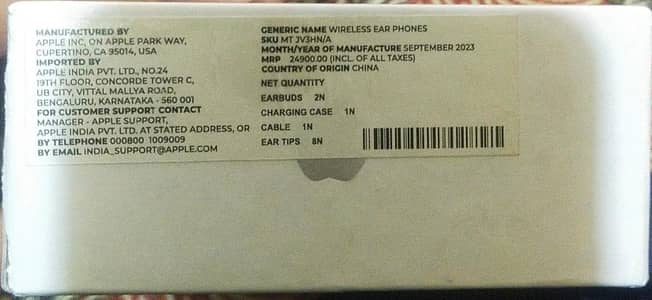 MANUFACTURED BY
APPLE INC, ON APPLE PARK WAY,
CUPERTINO, CA 95014, USA
IMPORTED BY
APPLE INDIA PVT. LTD., NO.24
19TH FLOOR, CONCORDE TOWER C,
UB CITY, VITTAL MALLYA ROAD,
BENGALURU, KARNATAKA - 560 001
FOR CUSTOMER SUPPORT CONTACT
MANAGER - APPLE SUPPORT,
APPLE INDIA PVT. LTD. AT STATED ADDRESS, OR
BY TELEPHONE 000800 1009009
BY EMAIL INDIA_SUPPORT@APPLE.COM
GENERIC NAME WIRELESS EAR PHONES
SKU MT JV3HN/A
MONTH/YEAR OF MANUFACTURE SEPTEMBER 2023
MRP 24900.00 (INCL. OF ALL TAXES)
COUNTRY OF ORIGIN CHINA
NET QUANTITY
EARBUDS 2N
CHARGING CASE 1N
CABLE 1N
EAR TIPS 8N